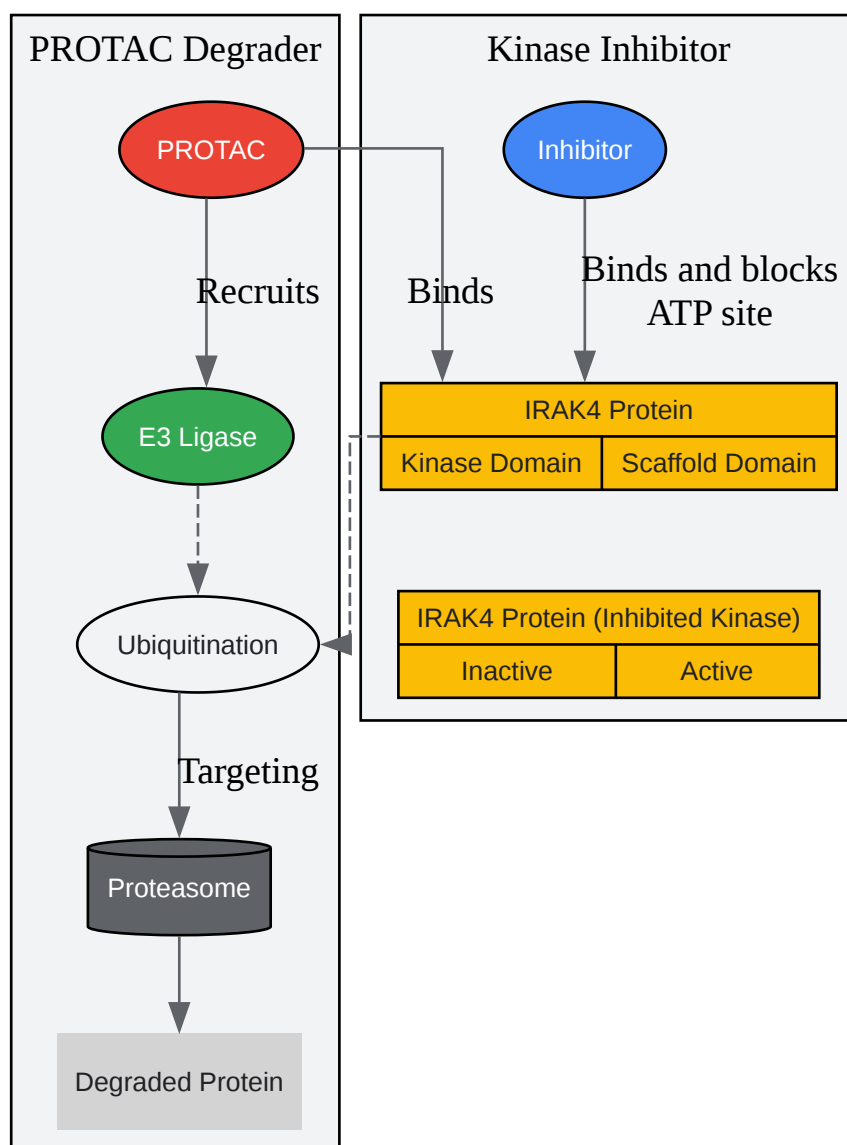 PROTAC Degrader
Kinase Inhibitor
PROTAC
Inhibitor
Recruits
Binds
Binds and blocks
ATP site
E3 Ligase
IRAK4 Protein
Kinase Domain
Scaffold Domain
Ubiquitination
IRAK4 Protein (Inhibited Kinase)
Inactive
Active
Targeting
Proteasome
Degraded Protein